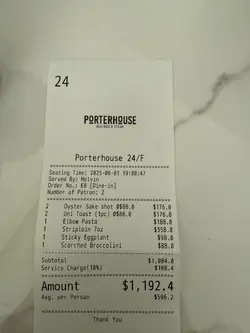 24
PORTERHOUSE
SEAFOOD & STEAK
Porterhouse 24/F
Seating Time: 2025-06-01 19:08:47
Served By: Melvin
Order No.: E8 [Dine-in]
Number of Patron: 2
2 Oyster Sake shot @$88.0 $176.0
2 Uni Toast (1pc) @$88.0 $176.0
1 Elbow Pasta $188.0
1 Striploin 7oz $358.0
1 Sticky Eggplant $98.0
1 Scorched Broccolini $88.0
Subtotal $1,084.0
Service Charge(10%) $108.4
Amount $1,192.4
Avg. per Person $596.2
Thank You